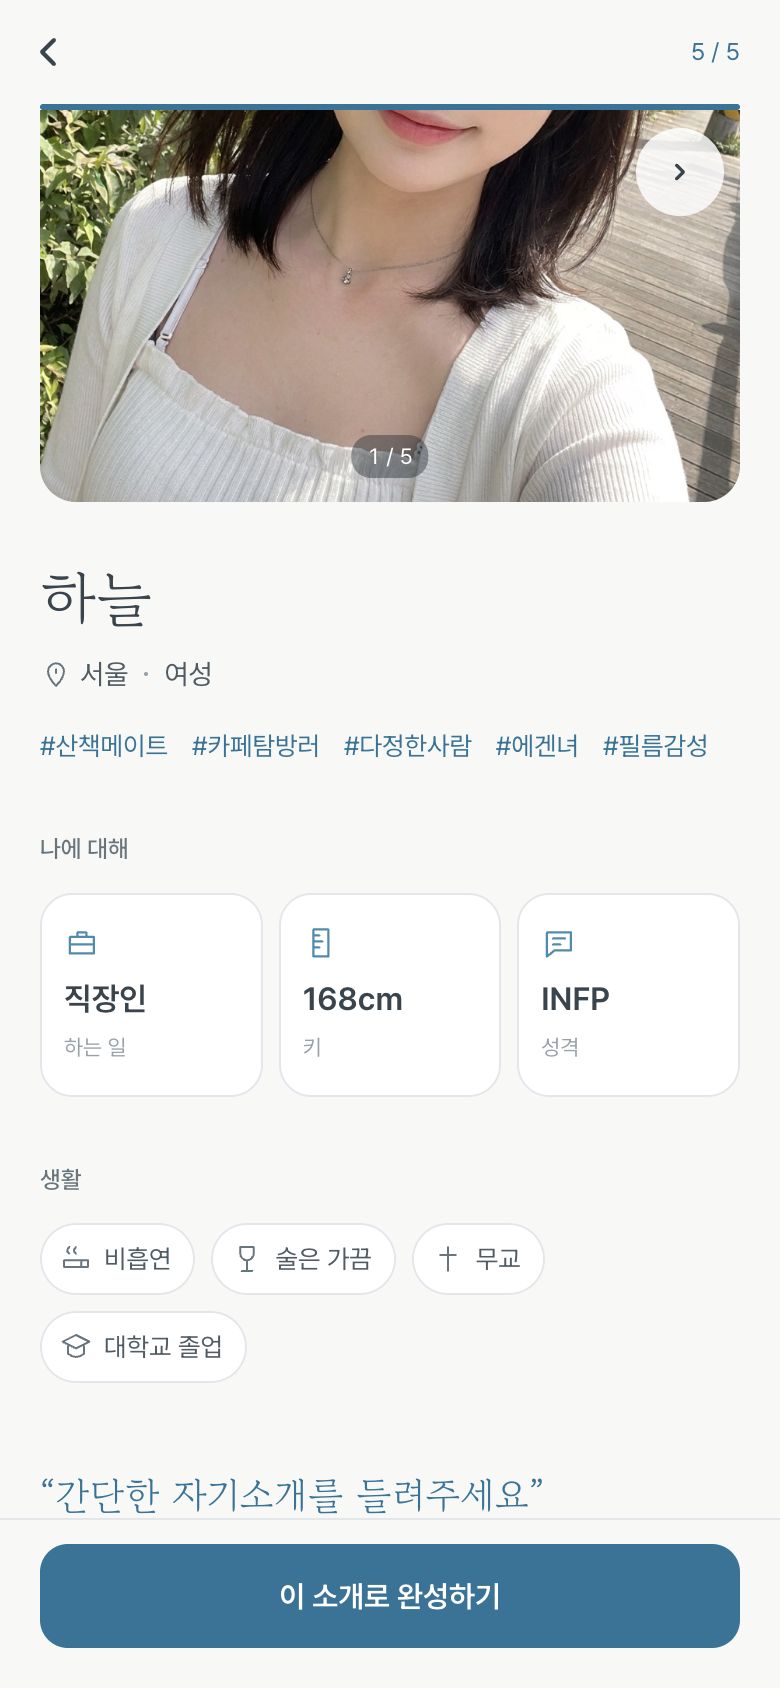 5 / 5
1 / 5
하늘
서울 · 여성
#산책메이트 #카페탐방러 #다정한사람 #에겐녀 #필름감성
나에 대해
직장인 168cm INFP
하는 일 키 성격
생활
비흡연 술은 가끔 무교
대학교 졸업
“간단한 자기소개를 들려주세요”
이 소개로 완성하기